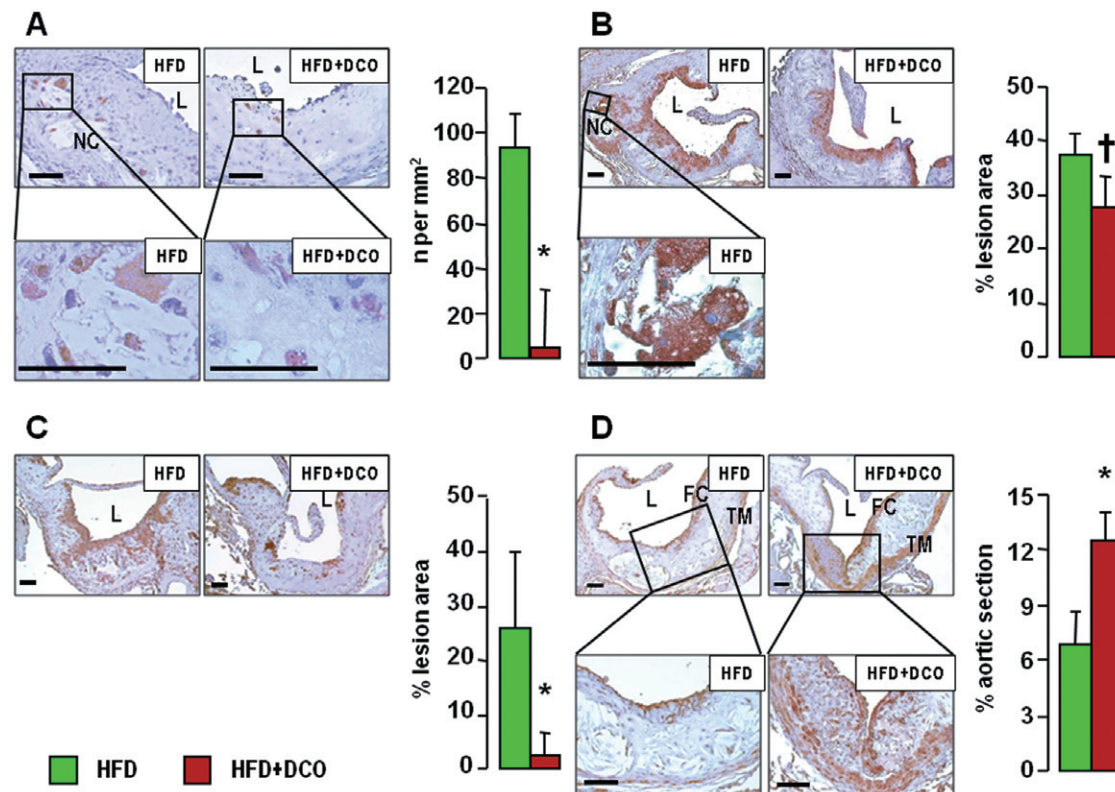 A
HFD
L
NC
L
HFD+DCO
HFD
HFD+DCO
n per mm²
120
100
80
60
40
20
0
*
B
HFD
L
NC
HFD+DCO
L
HFD
% lesion area
50
40
30
20
10
0
†
C
HFD
L
HFD+DCO
L
% lesion area
50
40
30
20
10
0
*
D
HFD
L
FC
TM
HFD+DCO
L
FC
TM
HFD
HFD+DCO
% aortic section
15
12
9
6
3
0
*
HFD
HFD+DCO